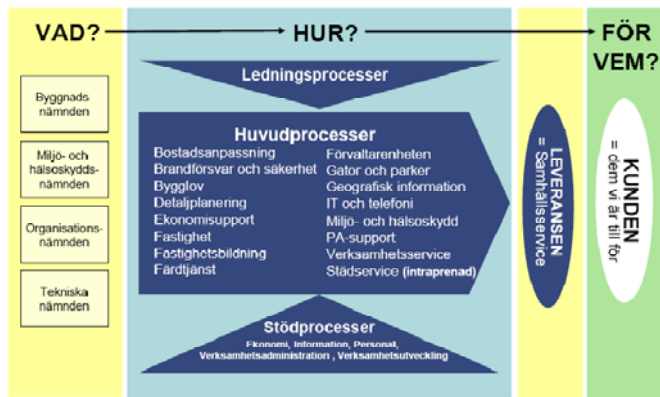 VAD?
HUR?
FÖR
VEM?
Byggnads
nämnden
Miljö- och
hälsoskydds-
nämnden
Organisations-
nämnden
Tekniska
nämnden
Ledningsprocesser
Huvudprocesser
Bostadsanpassning
Brandförsvar och säkerhet
Bygglov
Detaljplanering
Ekonomisupport
Fastighet
Fastighetsbildning
Färdtjänst
Förvaltarenheten
Gator och parker
Geografisk information
IT och telefoni
Miljö- och hälsoskydd
PA-support
Verksamhetsservice
Städservice (intraprenad)
Stödprocesser
Ekonomi, Information, Personal,
Verksamhetsadministration , Verksamhetsutveckling
LEVERANSEN
= Samhällsservice
KUNDEN
= dem vi är till för